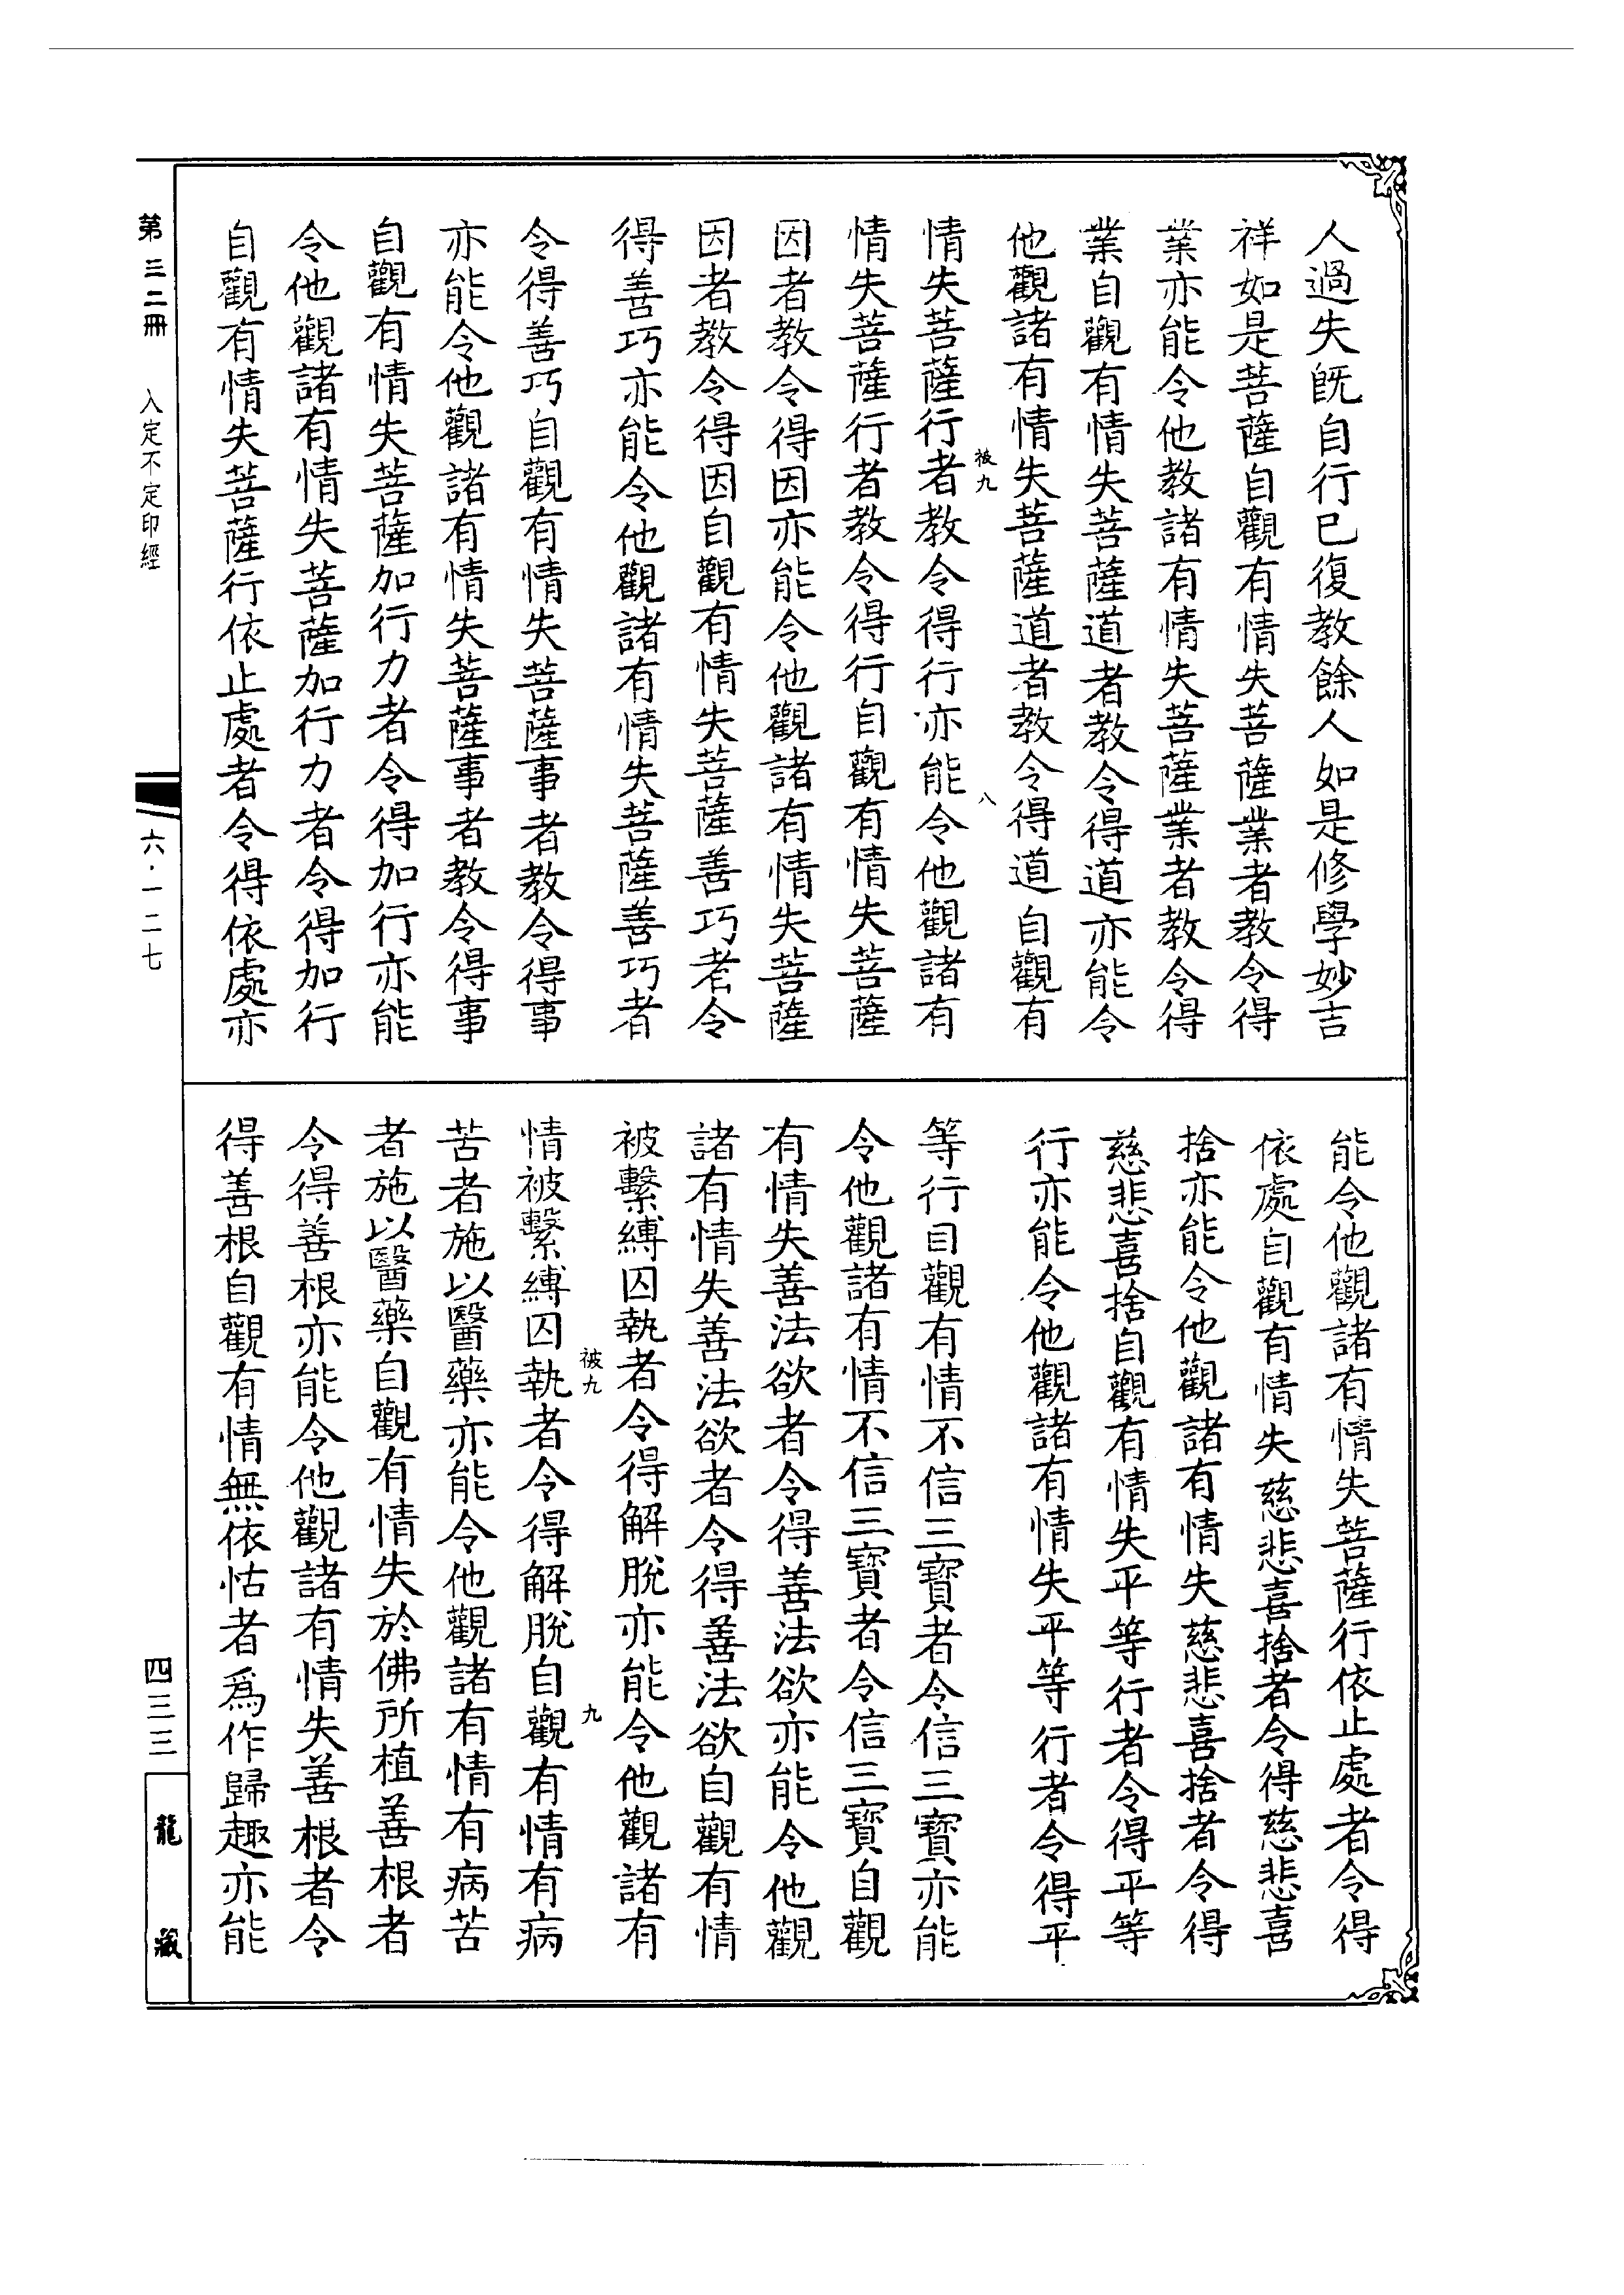 人過失旣自行已復教餘人如是修學妙吉
祥如是菩薩自觀有情失菩薩業者教令得
業亦能令他教諸有情失菩薩業者教令得
業自觀有情失菩薩道者教令得道亦能令
他觀諸有情失菩薩道者教令得道自觀有
被九
八
情失菩薩行者教令得行亦能令他觀諸有
情失菩薩行者教令得行自觀有情失菩薩
因者教令得因亦能令他觀諸有情失菩薩
因者教令得因自觀有情失菩薩善巧者令
得善巧亦能令他觀諸有情失菩薩善巧者
令得善巧自觀有情失菩薩事者教令得事
亦能令他觀諸有情失菩薩事者教令得事
自觀有情失菩薩加行力者令得加行亦能
令他觀諸有情失菩薩加行力者令得加行
自觀有情失菩薩行依止處者令得依處亦
能令他觀諸有情失菩薩行依止處者令得
依處自觀有情失慈悲喜捨者令得慈悲喜
捨亦能令他觀諸有情失慈悲喜捨者令得
慈悲喜捨自觀有情失平等行者令得平等
行亦能令他觀諸有情失平等行者令得平
等行自觀有情不信三寶者令信三寶亦能
令他觀諸有情不信三寶者令信三寶自觀
有情失善法欲者令得善法欲亦能令他觀
諸有情失善法欲者令得善法欲自觀有情
被繫縛囚執者令得解脫亦能令他觀諸有
被九
九
情被繫縛囚執者令得解脫自觀有情有病
苦者施以醫藥亦能令他觀諸有情有病苦
者施以醫藥自觀有情失於佛所植善根者
令得善根亦能令他觀諸有情失善根者令
得善根自觀有情無依怙者爲作歸趣亦能
第三二冊
入定不定印經
六·一二七
四三三
龍藏